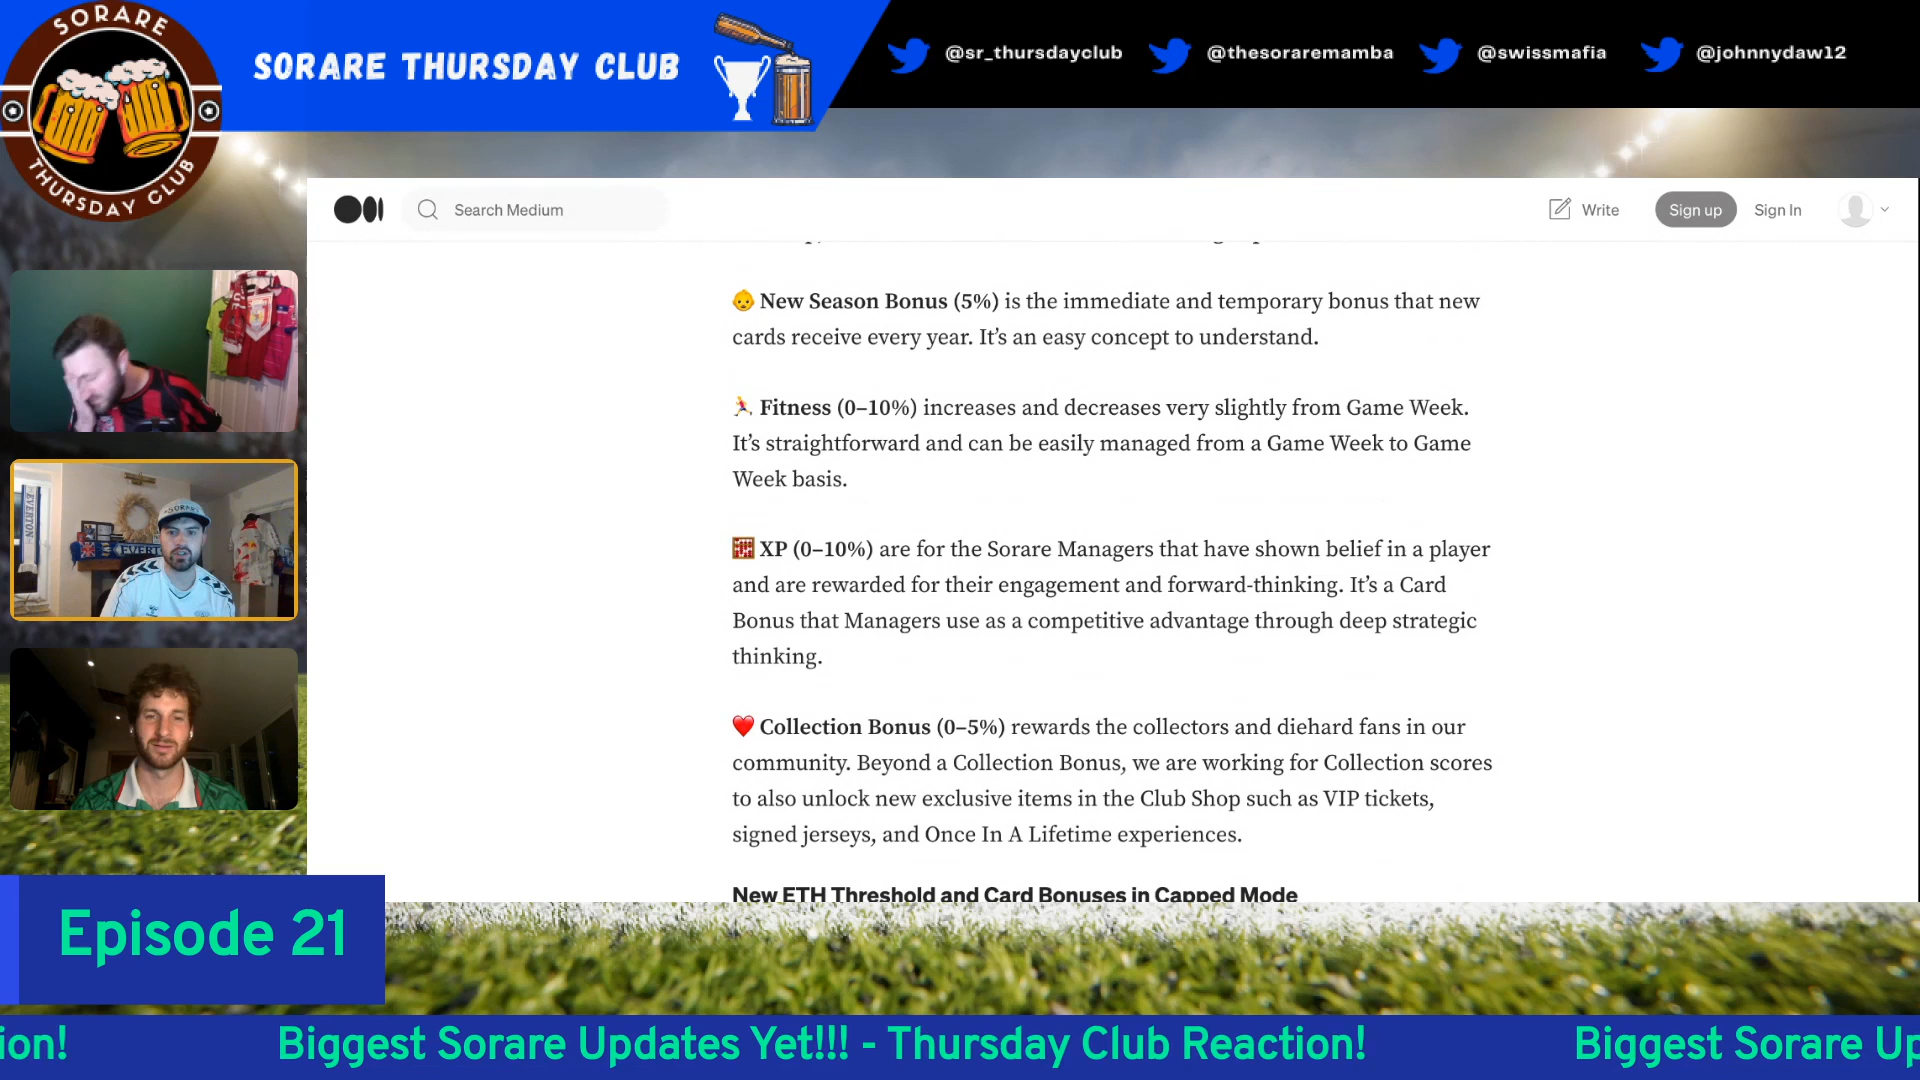 SORARE
THURSDAY CLUB
SORARE THURSDAY CLUB
@sr_thursdayclub
@thesoraremamba
@swissmafia
@johnnydaw12
Search Medium
Write
Sign up
Sign In
👶 New Season Bonus (5%) is the immediate and temporary bonus that new
cards receive every year. It’s an easy concept to understand.
🏃 Fitness (0–10%) increases and decreases very slightly from Game Week.
It’s straightforward and can be easily managed from a Game Week to Game
Week basis.
🧮 XP (0–10%) are for the Sorare Managers that have shown belief in a player
and are rewarded for their engagement and forward-thinking. It’s a Card
Bonus that Managers use as a competitive advantage through deep strategic
thinking.
❤️ Collection Bonus (0–5%) rewards the collectors and diehard fans in our
community. Beyond a Collection Bonus, we are working for Collection scores
to also unlock new exclusive items in the Club Shop such as VIP tickets,
signed jerseys, and Once In A Lifetime experiences.
New ETH Threshold and Card Bonuses in Capped Mode
EVERTON
Episode 21
ion!
Biggest Sorare Updates Yet!!! - Thursday Club Reaction!
Biggest Sorare Up